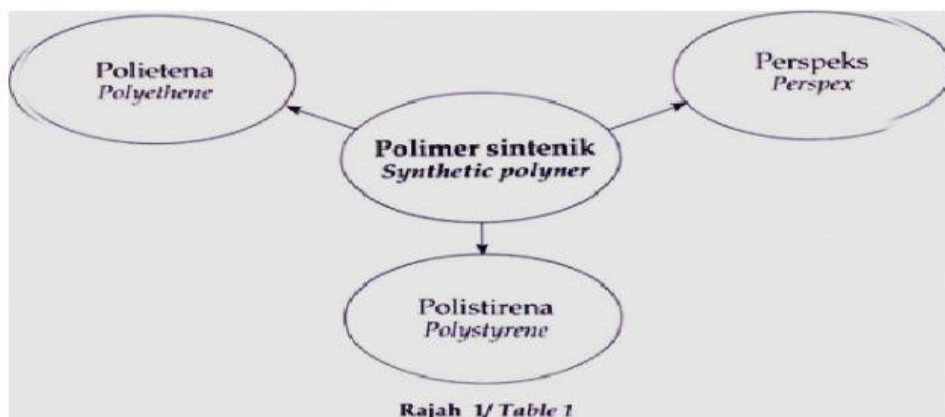 Polietena
Polyethene
Perspeks
Perspex
Polimer sintenik
Synthetic polyner
Polistirena
Polystyrene
Rajah 1/ Table 1